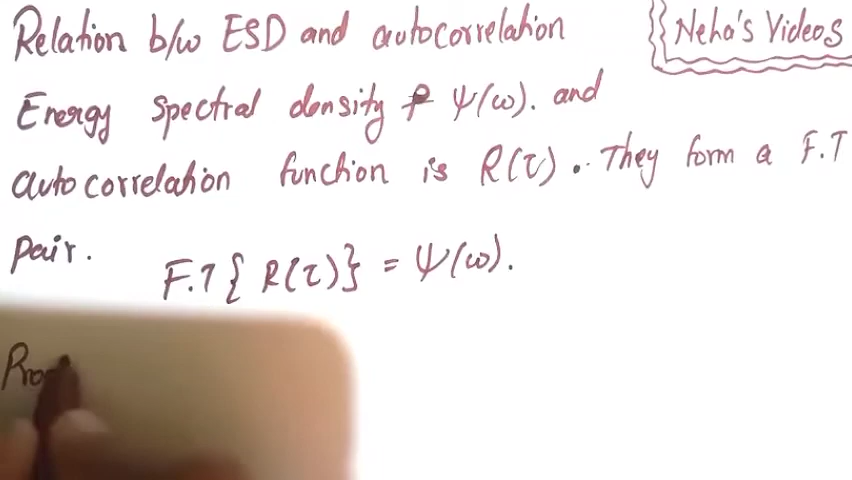 Relation b/w ESD and autocorrelation
Neha's Videos
Energy spectral density Ψ(ω). and
autocorrelation function is R(τ). They form a F.T
pair.
F.T{ R(τ)} = Ψ(ω).